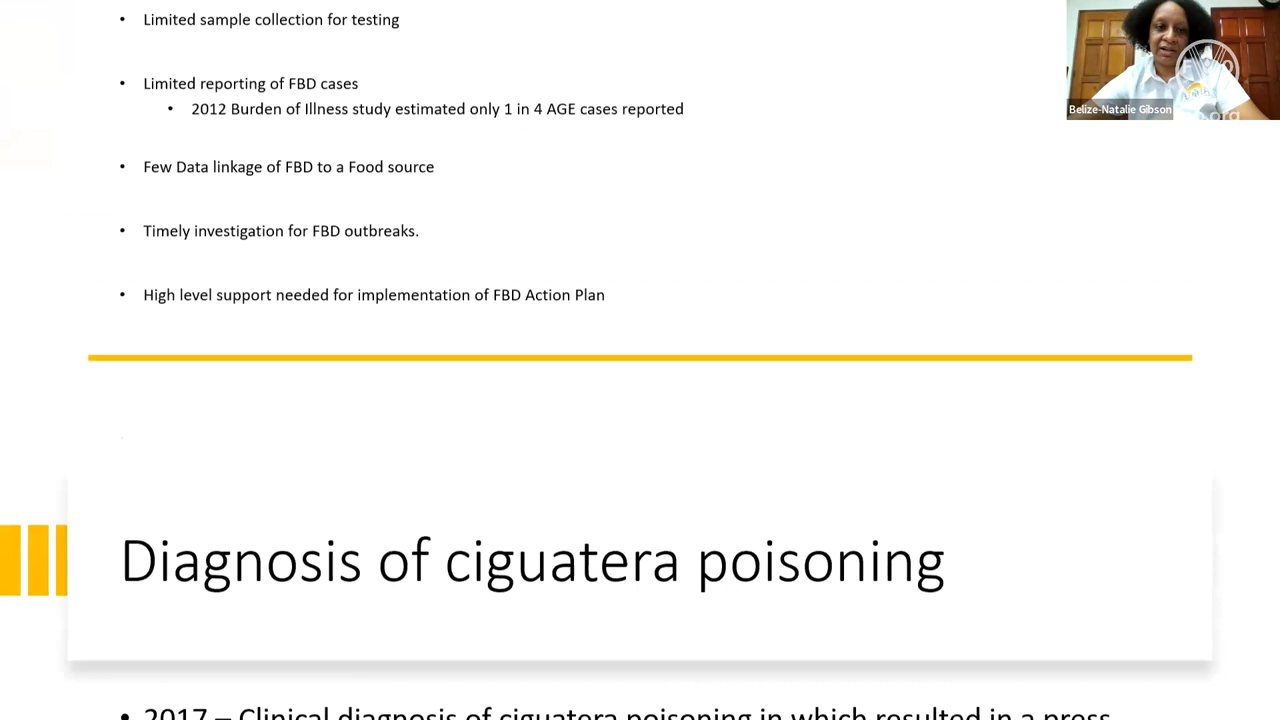 • Limited sample collection for testing
• Limited reporting of FBD cases
• 2012 Burden of Illness study estimated only 1 in 4 AGE cases reported
• Few Data linkage of FBD to a Food source
• Timely investigation for FBD outbreaks.
• High level support needed for implementation of FBD Action Plan
Belize-Natalie Gibson
Diagnosis of ciguatera poisoning
• 2017 – Clinical diagnosis of ciguatera poisoning in which resulted in a press